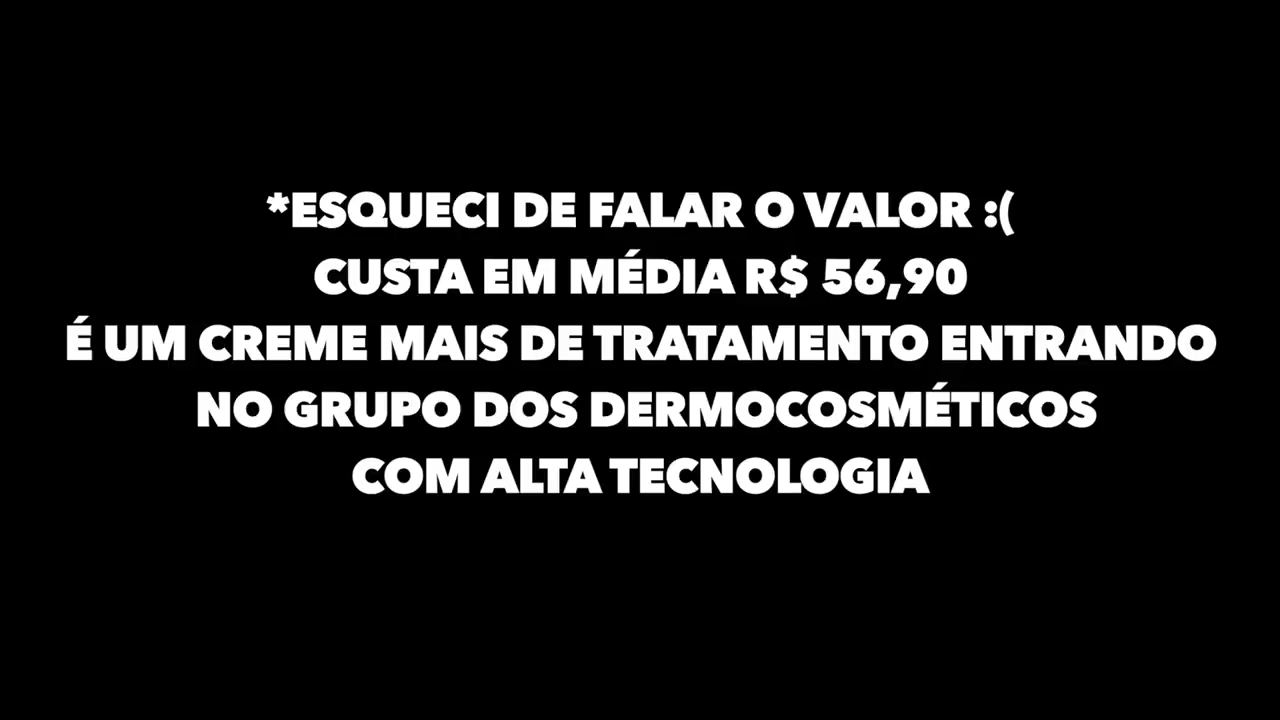 *ESQUECI DE FALAR O VALOR :(
CUSTA EM MÉDIA R$ 56,90
É UM CREME MAIS DE TRATAMENTO ENTRANDO
NO GRUPO DOS DERMOCOSMÉTICOS
COM ALTA TECNOLOGIA